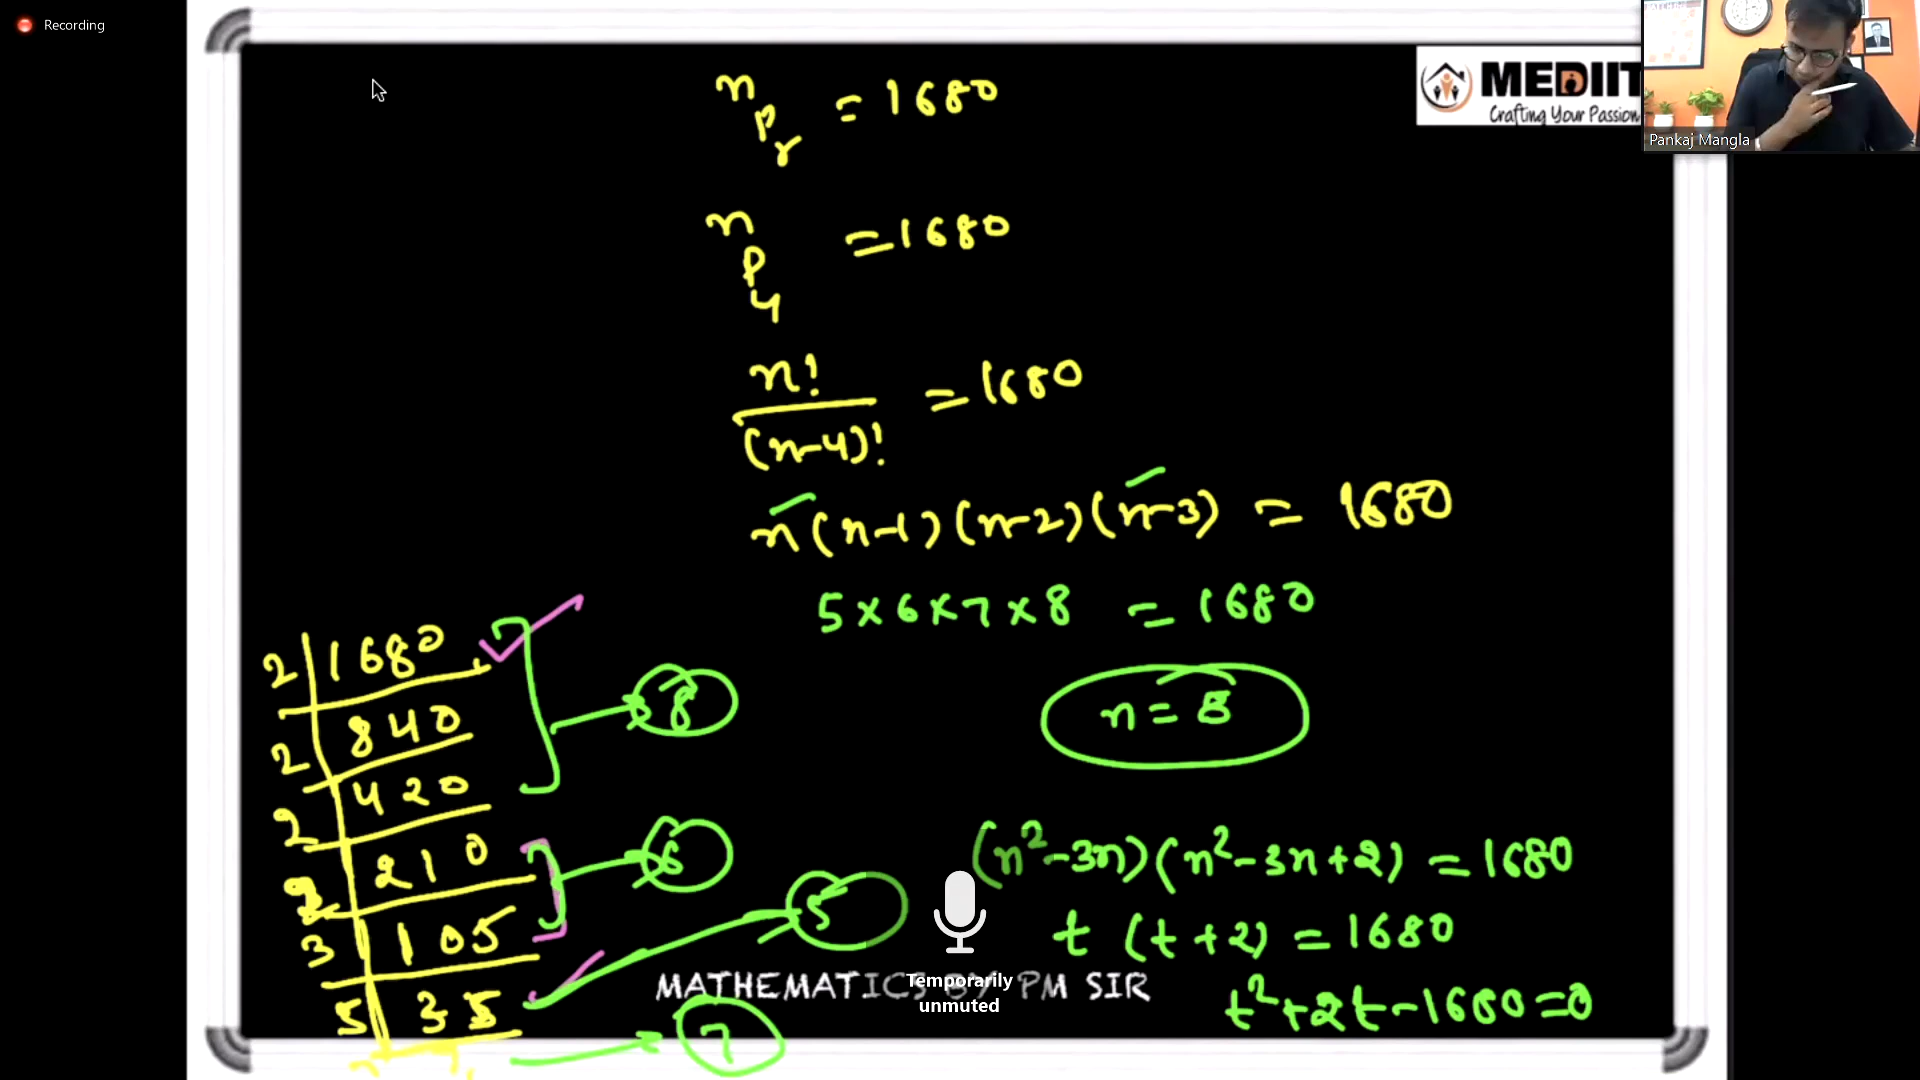 Recording
MEDIIT
Crafting Your Passion
Pankaj Mangla
nPr = 1680
nP4 = 1680
n!/(n-4)! = 1680
n(n-1)(n-2)(n-3) = 1680
5×6×7×8 = 1680
n = 8
2 | 1680
2 | 840
2 | 420
2 | 210
3 | 105
5 | 35
8
6
5
7
(n²-3n)(n²-3n+2) = 1680
t (t+2) = 1680
t²+2t-1680=0
MATHEMATICS BY PM SIR
Temporarily
unmuted